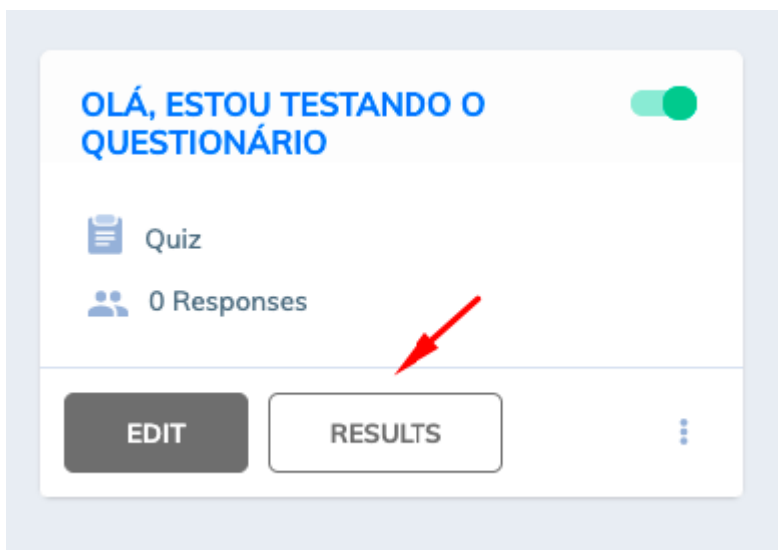 OLÁ, ESTOU TESTANDO O
QUESTIONÁRIO
Quiz
0 Responses
EDIT
RESULTS